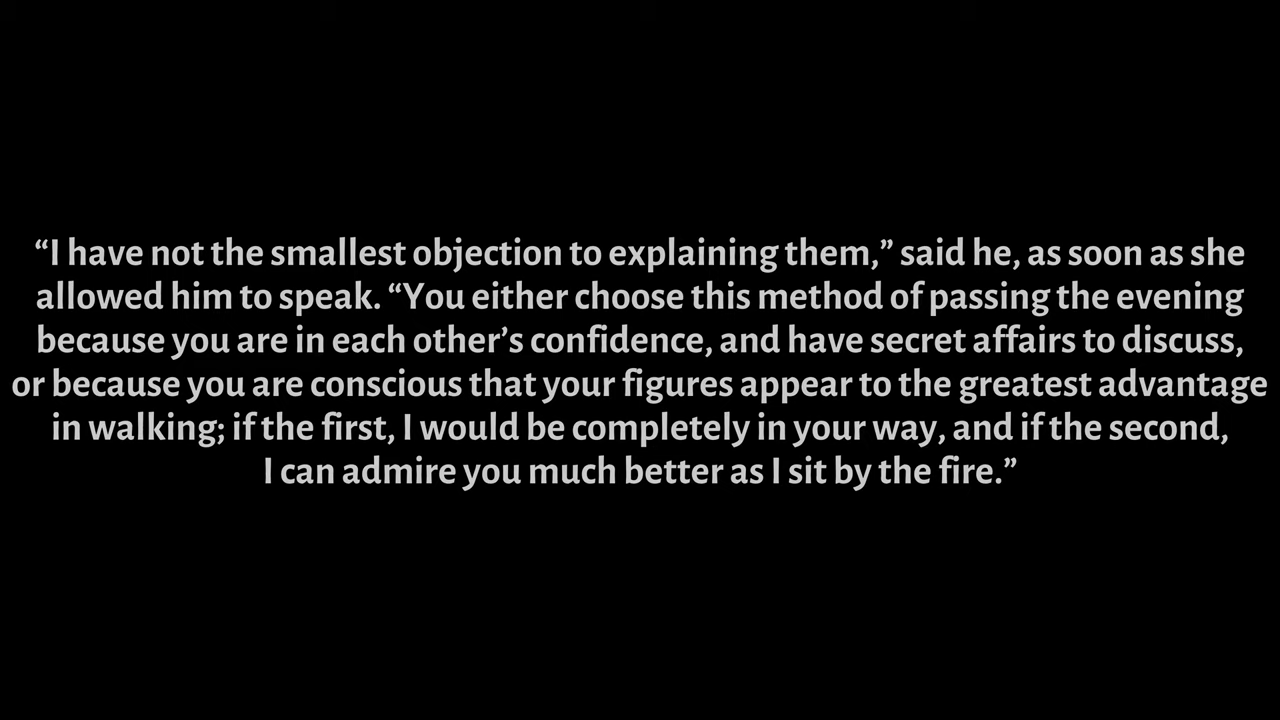 “I have not the smallest objection to explaining them,” said he, as soon as she
allowed him to speak. “You either choose this method of passing the evening
because you are in each other’s confidence, and have secret affairs to discuss,
or because you are conscious that your figures appear to the greatest advantage
in walking; if the first, I would be completely in your way, and if the second,
I can admire you much better as I sit by the fire.”